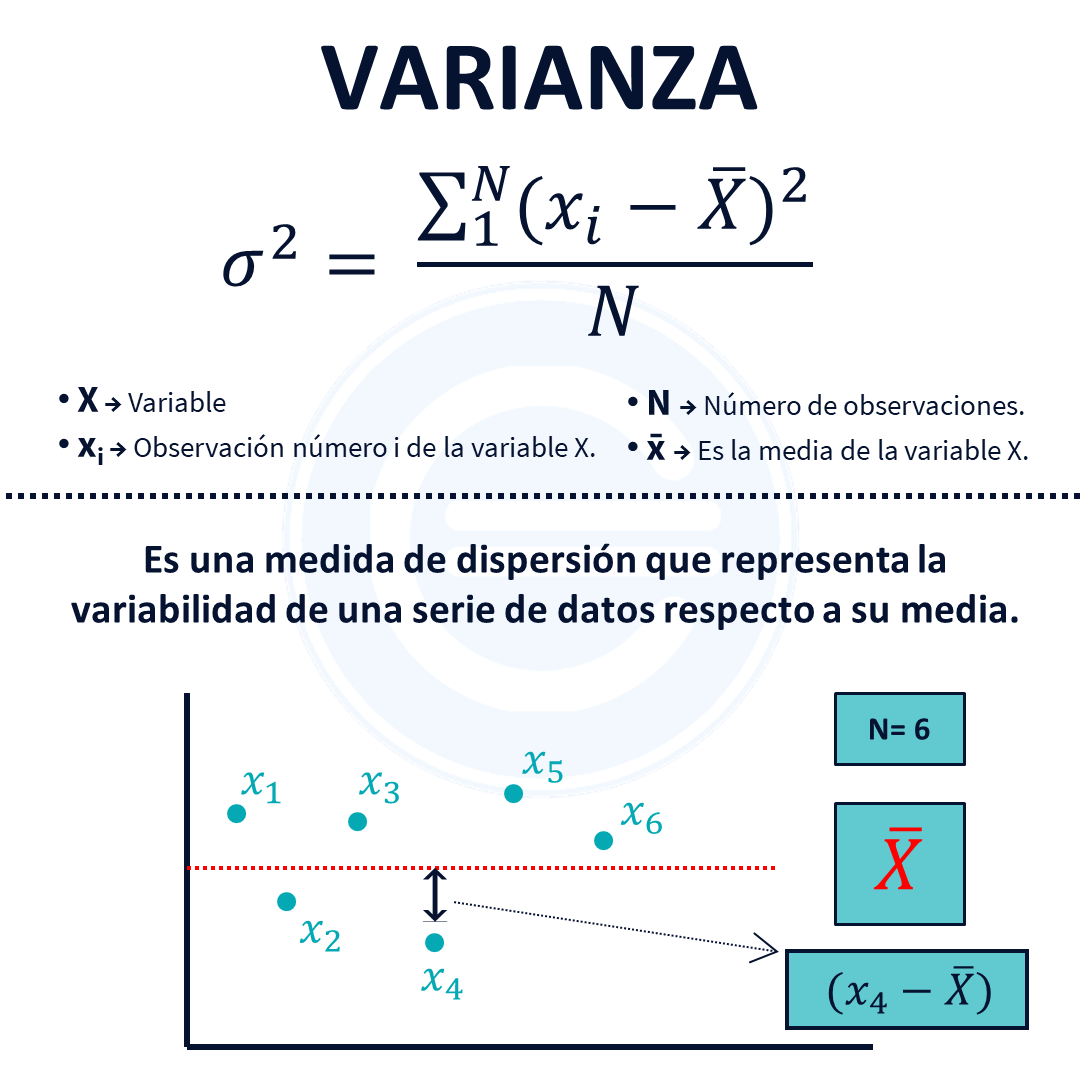 VARIANZA
σ² = ∑₁ᴺ(xᵢ − X̄)² / N
• X → Variable
• xᵢ → Observación número i de la variable X.
• N → Número de observaciones.
• x̄ → Es la media de la variable X.
Es una medida de dispersión que representa la
variabilidad de una serie de datos respecto a su media.
N= 6
x₁
x₃
x₅
x₆
X̄
x₂
x₄
(x₄ − X̄)